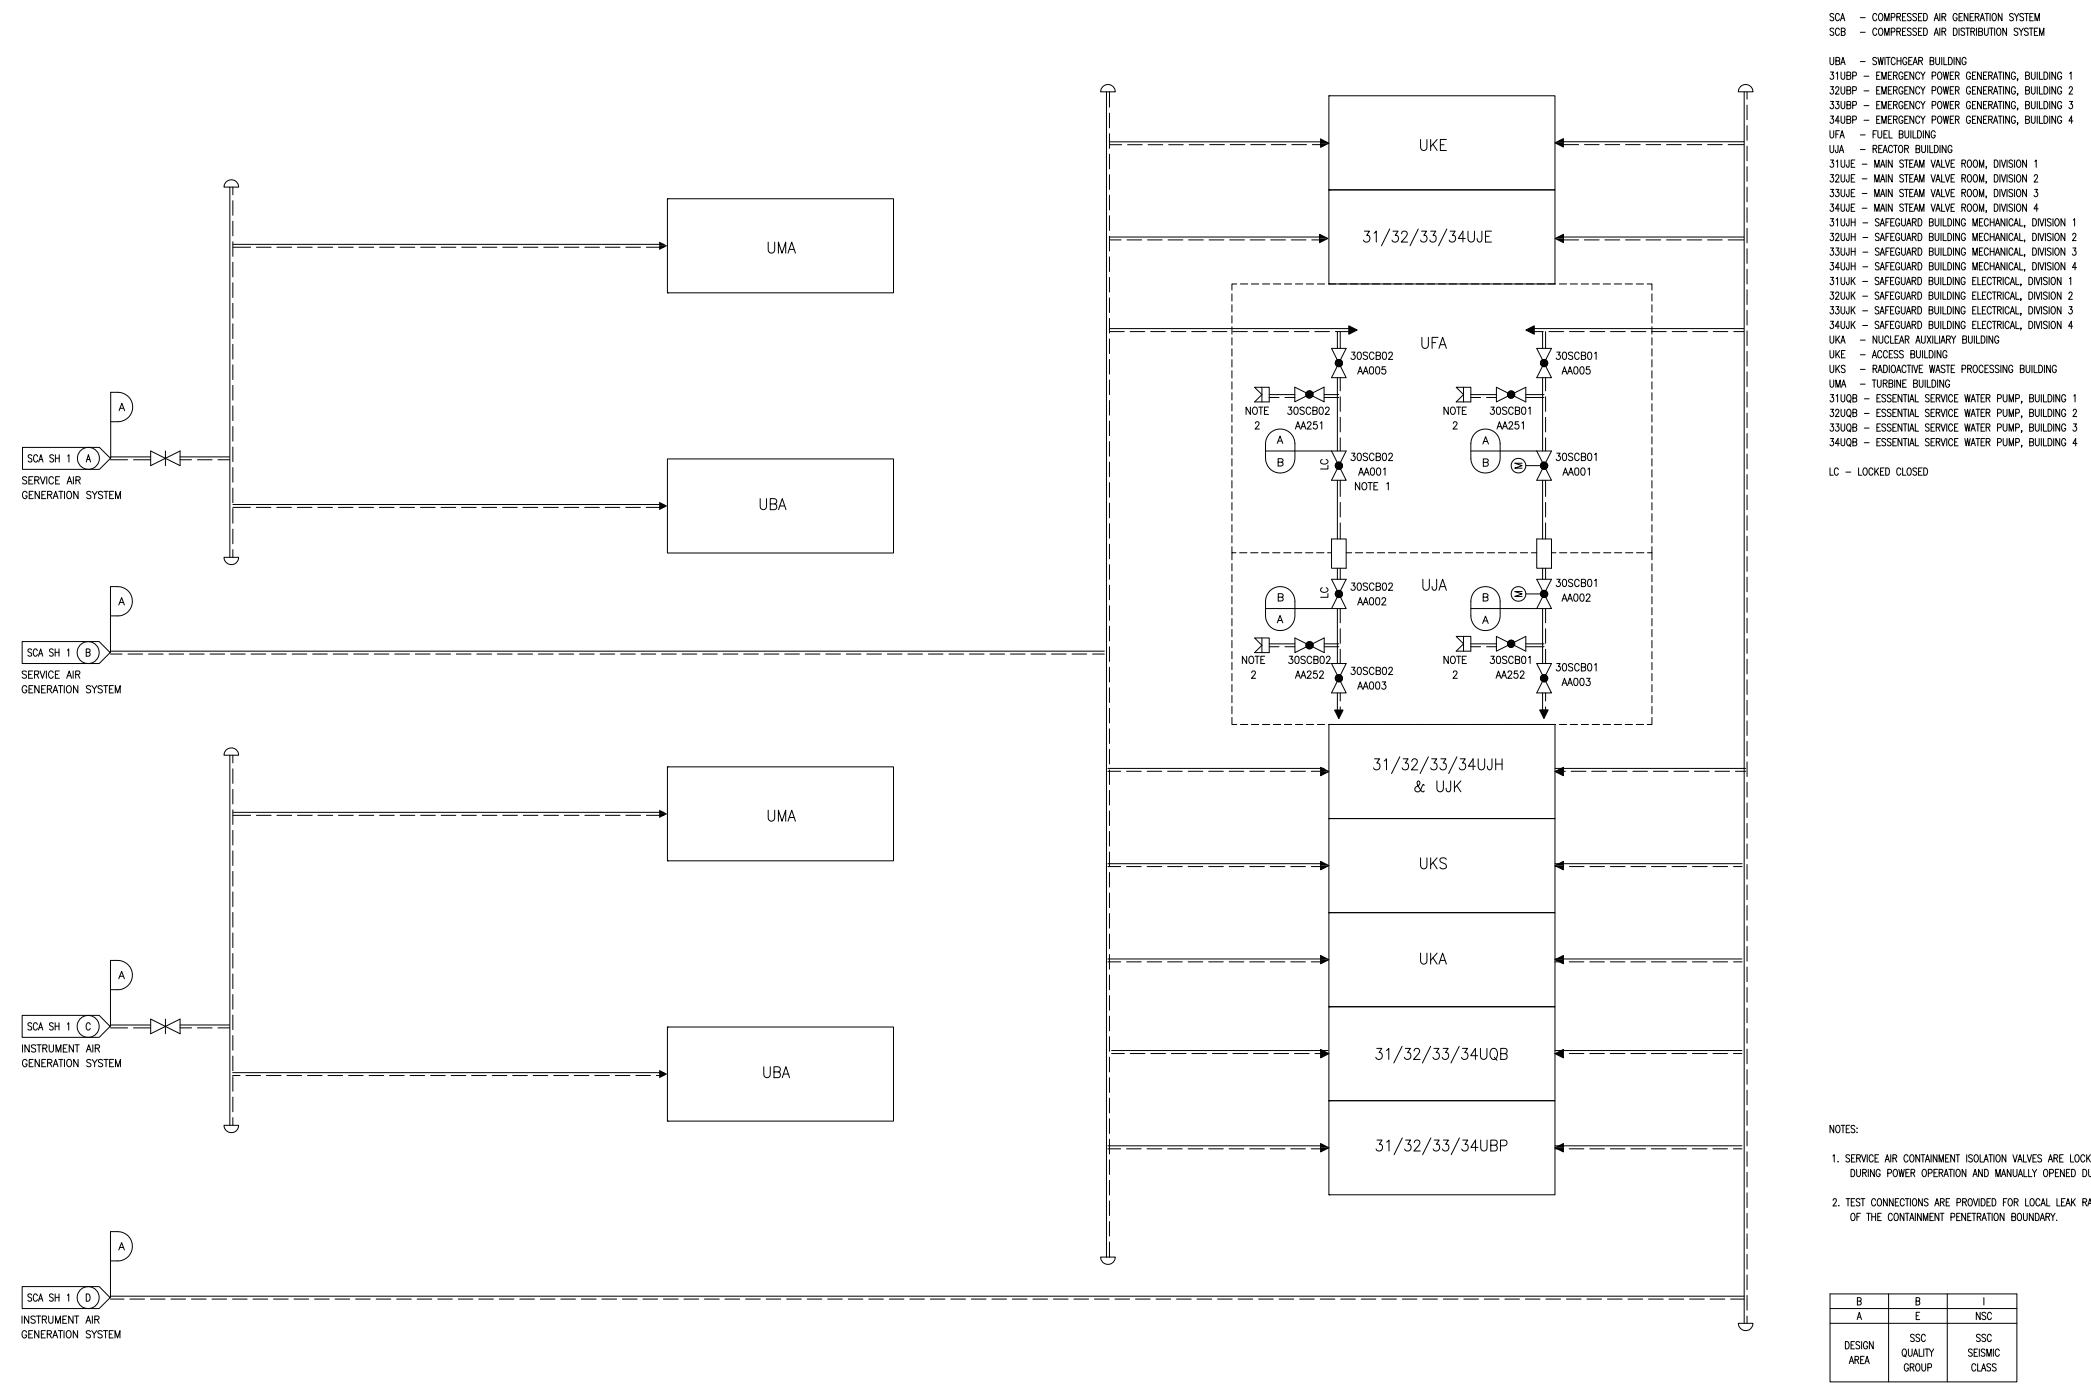 SCA – COMPRESSED AIR GENERATION SYSTEM
SCB – COMPRESSED AIR DISTRIBUTION SYSTEM
UBA – SWITCHGEAR BUILDING
31UBP – EMERGENCY POWER GENERATING, BUILDING 1
32UBP – EMERGENCY POWER GENERATING, BUILDING 2
33UBP – EMERGENCY POWER GENERATING, BUILDING 3
34UBP – EMERGENCY POWER GENERATING, BUILDING 4
UFA – FUEL BUILDING
UJA – REACTOR BUILDING
31UJE – MAIN STEAM VALVE ROOM, DIVISION 1
32UJE – MAIN STEAM VALVE ROOM, DIVISION 2
33UJE – MAIN STEAM VALVE ROOM, DIVISION 3
34UJE – MAIN STEAM VALVE ROOM, DIVISION 4
31UJH – SAFEGUARD BUILDING MECHANICAL, DIVISION 1
32UJH – SAFEGUARD BUILDING MECHANICAL, DIVISION 2
33UJH – SAFEGUARD BUILDING MECHANICAL, DIVISION 3
34UJH – SAFEGUARD BUILDING MECHANICAL, DIVISION 4
31UJK – SAFEGUARD BUILDING ELECTRICAL, DIVISION 1
32UJK – SAFEGUARD BUILDING ELECTRICAL, DIVISION 2
33UJK – SAFEGUARD BUILDING ELECTRICAL, DIVISION 3
34UJK – SAFEGUARD BUILDING ELECTRICAL, DIVISION 4
UKA – NUCLEAR AUXILIARY BUILDING
UKE – ACCESS BUILDING
UKS – RADIOACTIVE WASTE PROCESSING BUILDING
UMA – TURBINE BUILDING
31UQB – ESSENTIAL SERVICE WATER PUMP, BUILDING 1
32UQB – ESSENTIAL SERVICE WATER PUMP, BUILDING 2
33UQB – ESSENTIAL SERVICE WATER PUMP, BUILDING 3
34UQB – ESSENTIAL SERVICE WATER PUMP, BUILDING 4
LC – LOCKED CLOSED
UMA
A
SCA SH 1 A
SERVICE AIR
GENERATION SYSTEM
UBA
A
SCA SH 1 B
SERVICE AIR
GENERATION SYSTEM
UMA
A
SCA SH 1 C
INSTRUMENT AIR
GENERATION SYSTEM
UBA
A
SCA SH 1 D
INSTRUMENT AIR
GENERATION SYSTEM
UKE
31/32/33/34UJE
UFA
30SCB02
AA005
30SCB01
AA005
NOTE
2
30SCB02
AA251
NOTE
2
30SCB01
AA251
A
B
LC
30SCB02
AA001
NOTE 1
A
B
M
30SCB01
AA001
UJA
B
A
LC
30SCB02
AA002
B
A
M
30SCB01
AA002
NOTE
2
30SCB02
AA252
30SCB02
AA003
NOTE
2
30SCB01
AA252
30SCB01
AA003
31/32/33/34UJH
& UJK
UKS
UKA
31/32/33/34UQB
31/32/33/34UBP
NOTES:
1. SERVICE AIR CONTAINMENT ISOLATION VALVES ARE LOCK
DURING POWER OPERATION AND MANUALLY OPENED DU
2. TEST CONNECTIONS ARE PROVIDED FOR LOCAL LEAK RA
OF THE CONTAINMENT PENETRATION BOUNDARY.
B B I
A E NSC
DESIGN
AREA
SSC
QUALITY
GROUP
SSC
SEISMIC
CLASS